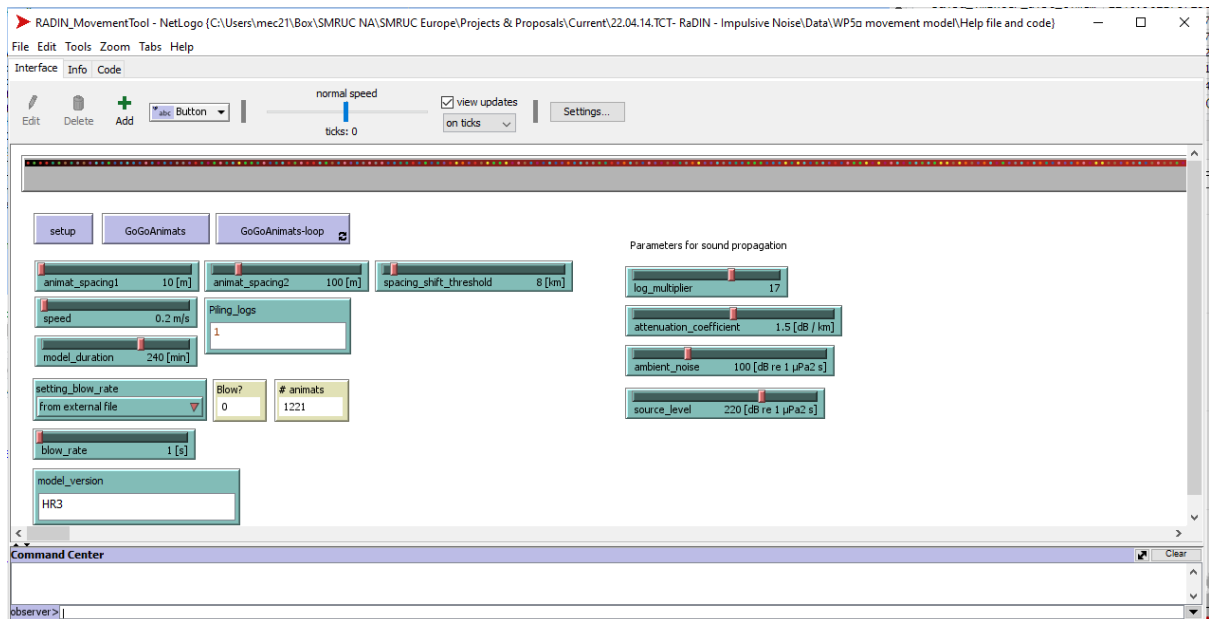 RADIN_MovementTool - NetLogo {C:\Users\mec21\Box\SMRUC NA\SMRUC Europe\Projects & Proposals\Current\22.04.14.TCT- RaDIN - Impulsive Noise\Data\WP5¤ movement model\Help file and code}
File Edit Tools Zoom Tabs Help
Interface Info Code
Edit Delete Add abc Button
normal speed
ticks: 0
view updates
on ticks
Settings...
setup GoGoAnimats GoGoAnimats-loop
Parameters for sound propagation
animat_spacing1 10 [m] animat_spacing2 100 [m] spacing_shift_threshold 8 [km]
log_multiplier 17
speed 0.2 m/s
Piling_logs
1
attenuation_coefficient 1.5 [dB / km]
model_duration 240 [min]
ambient_noise 100 [dB re 1 µPa2 s]
setting_blow_rate
from external file
Blow?
0
# animats
1221
source_level 220 [dB re 1 µPa2 s]
blow_rate 1 [s]
model_version
HR3
Command Center
Clear
observer>